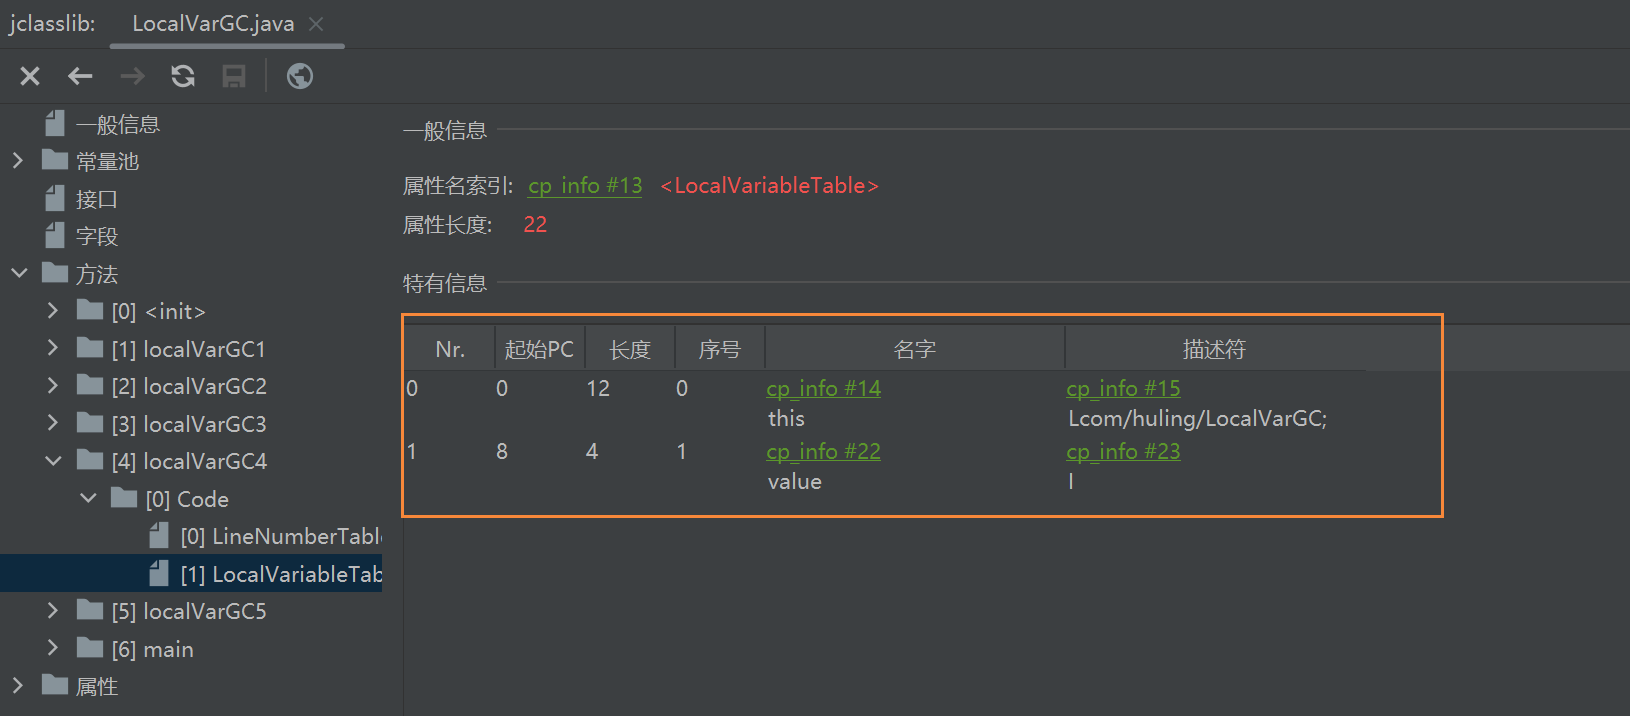 jclasslib: LocalVarGC.java
一般信息
常量池
接口
字段
方法
[0] <init>
[1] localVarGC1
[2] localVarGC2
[3] localVarGC3
[4] localVarGC4
[0] Code
[0] LineNumberTabl
[1] LocalVariableTab
[5] localVarGC5
[6] main
属性
一般信息
属性名索引: cp_info #13 <LocalVariableTable>
属性长度: 22
特有信息
Nr. 起始PC 长度 序号 名字 描述符
0 0 12 0 cp_info #14 cp_info #15
this Lcom/huling/LocalVarGC;
1 8 4 1 cp_info #22 cp_info #23
value I